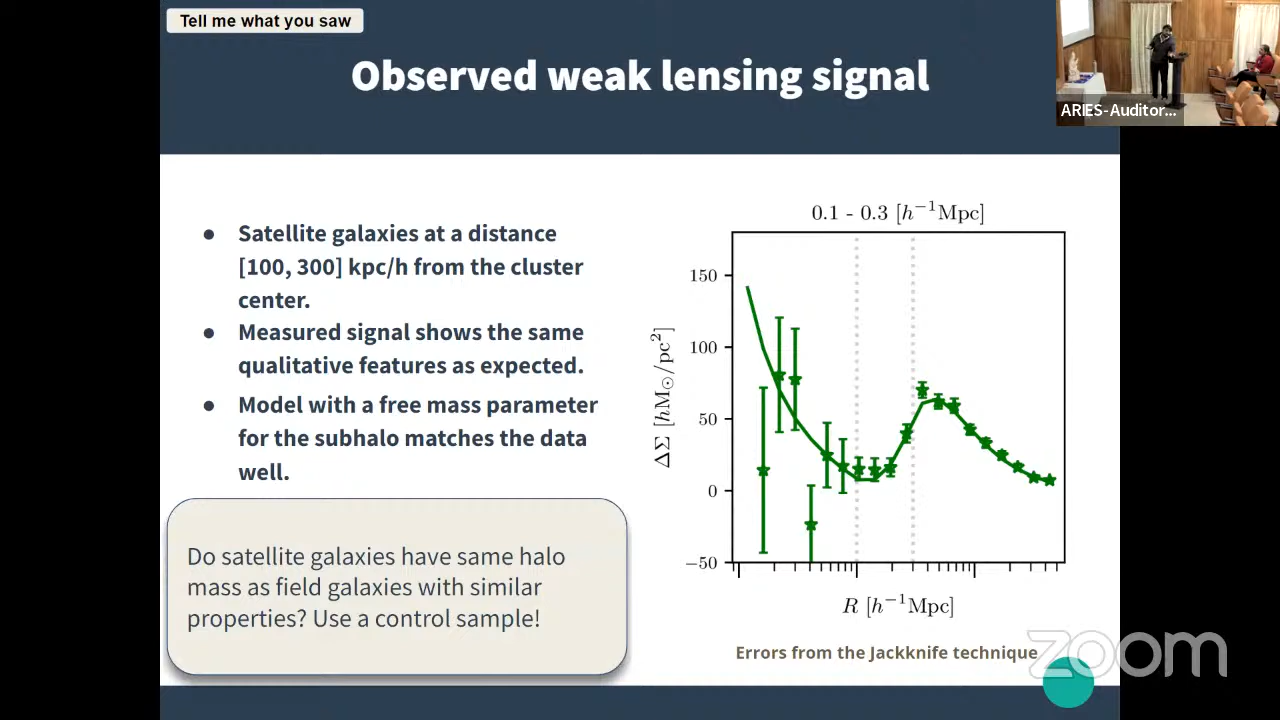 Tell me what you saw
Observed weak lensing signal
ARIES-Auditor...
● Satellite galaxies at a distance
[100, 300] kpc/h from the cluster
center.
● Measured signal shows the same
qualitative features as expected.
● Model with a free mass parameter
for the subhalo matches the data
well.
Do satellite galaxies have same halo
mass as field galaxies with similar
properties? Use a control sample!
0.1 - 0.3 [h⁻¹Mpc]
150
100
50
0
−50
ΔΣ [hM☉/pc²]
R [h⁻¹Mpc]
Errors from the Jackknife technique
zoom